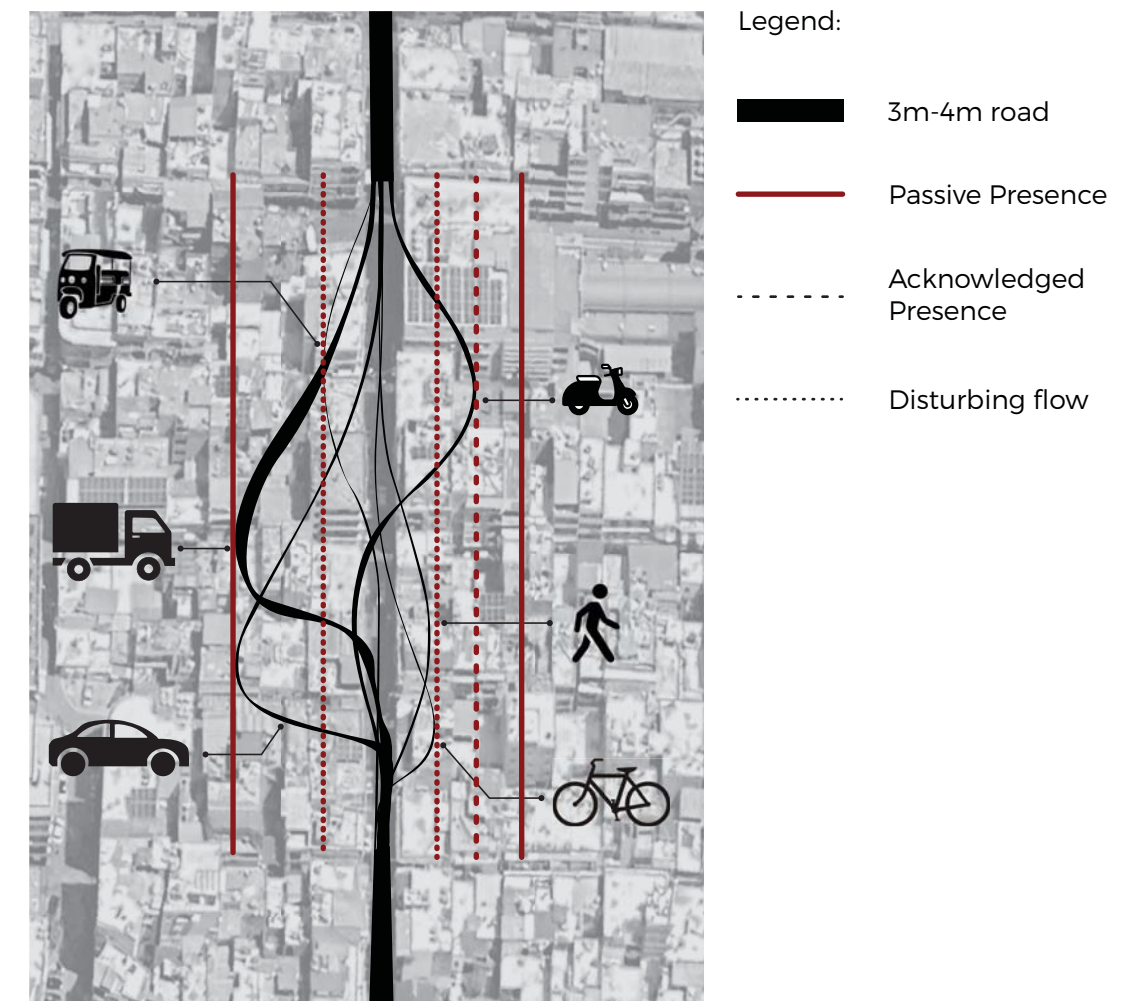 Legend:
3m-4m road
Passive Presence
Acknowledged
Presence
Disturbing flow